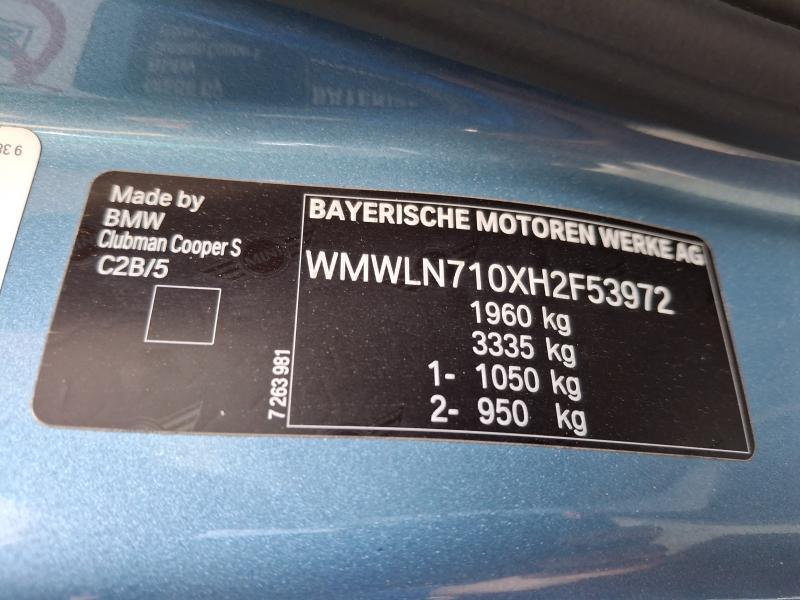 Made by
BMW
Clubman Cooper S
C2B/5
7 263 981
BAYERISCHE MOTOREN WERKE AG
WMWLN710XH2F53972
1960 kg
3335 kg
1- 1050 kg
2- 950 kg